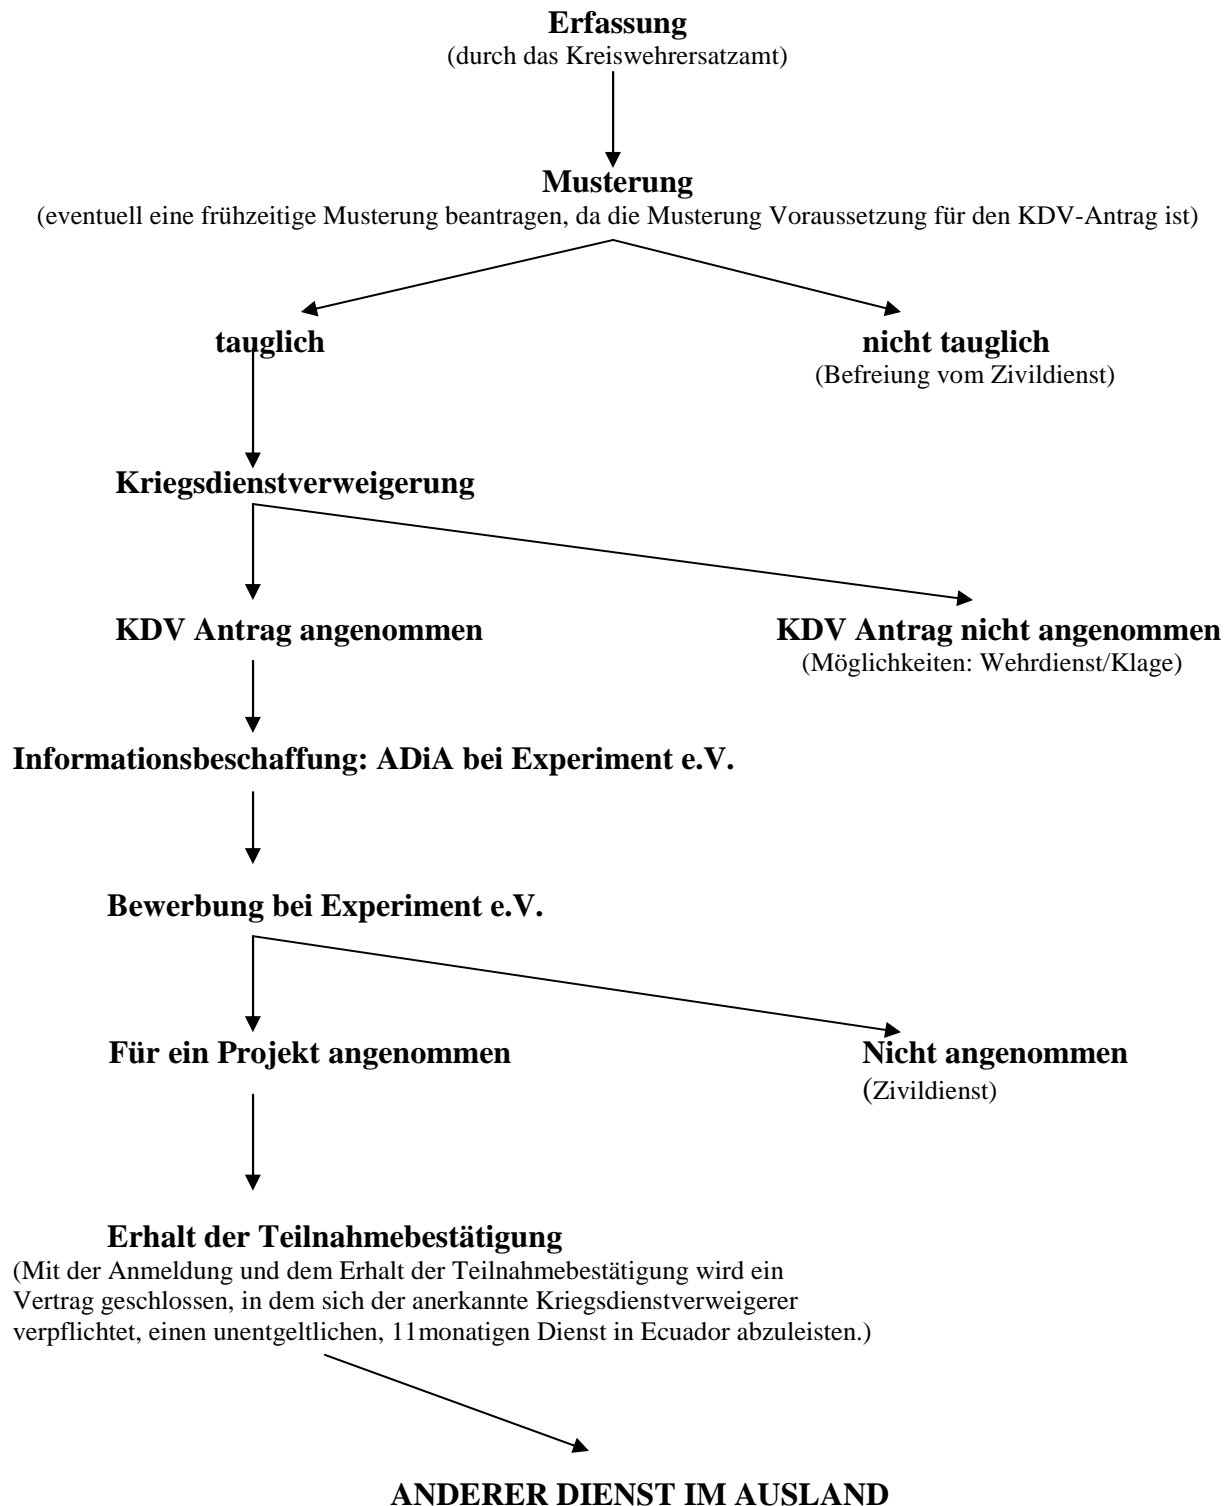 Erfassung
(durch das Kreiswehrersatzamt)
Musterung
(eventuell eine frühzeitige Musterung beantragen, da die Musterung Voraussetzung für den KDV-Antrag ist)
tauglich
nicht tauglich
(Befreiung vom Zivildienst)
Kriegsdienstverweigerung
KDV Antrag angenommen
KDV Antrag nicht angenommen
(Möglichkeiten: Wehrdienst/Klage)
Informationsbeschaffung: ADiA bei Experiment e.V.
Bewerbung bei Experiment e.V.
Für ein Projekt angenommen
Nicht angenommen
(Zivildienst)
Erhalt der Teilnahmebestätigung
(Mit der Anmeldung und dem Erhalt der Teilnahmebestätigung wird ein
Vertrag geschlossen, in dem sich der anerkannte Kriegsdienstverweigerer
verpflichtet, einen unentgeltlichen, 11monatigen Dienst in Ecuador abzuleisten.)
ANDERER DIENST IM AUSLAND